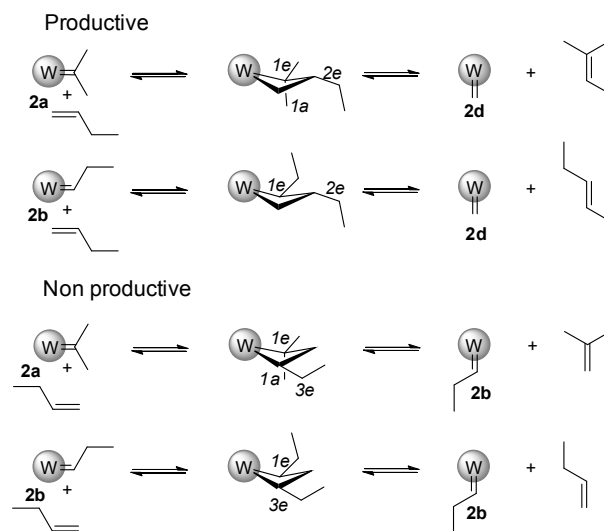 Productive
W W 1e 2e 1a W + 2a + 2d
W W 1e 2e W + 2b + 2d
Non productive
W W 1e 1a 3e W + 2a + 2b
W W 1e 3e W + 2b + 2b